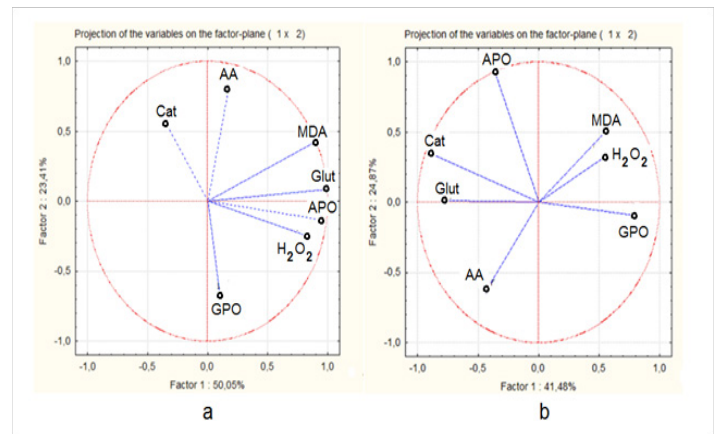 Projection of the variables on the factor-plane ( 1 x 2)
1,0
0,5
0,0
-0,5
-1,0
Factor 2 : 23,41%
AA
Cat
MDA
Glut
APO
H2O2
GPO
-1,0 -0,5 0,0 0,5 1,0
Factor 1 : 50,05%
a
Projection of the variables on the factor-plane ( 1 x 2)
1,0
0,5
0,0
-0,5
-1,0
Factor 2 : 24,87%
APO
MDA
Cat
H2O2
Glut
GPO
AA
-1,0 -0,5 0,0 0,5 1,0
Factor 1 : 41,48%
b